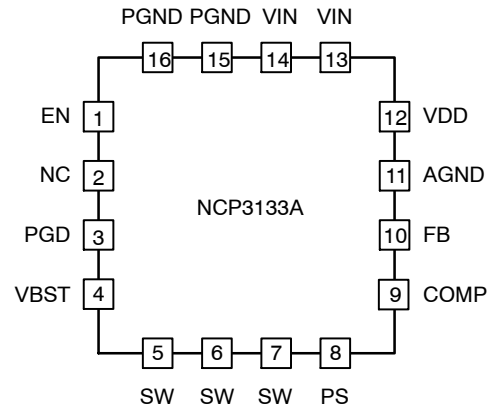 PGND PGND VIN VIN
16 15 14 13
EN 1 12 VDD
NC 2 11 AGND
NCP3133A
PGD 3 10 FB
VBST 4 9 COMP
5 6 7 8
SW SW SW PS